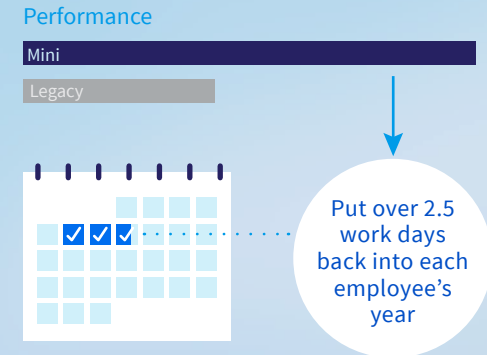 Performance
Mini
Legacy
Put over 2.5
work days
back into each
employee’s
year